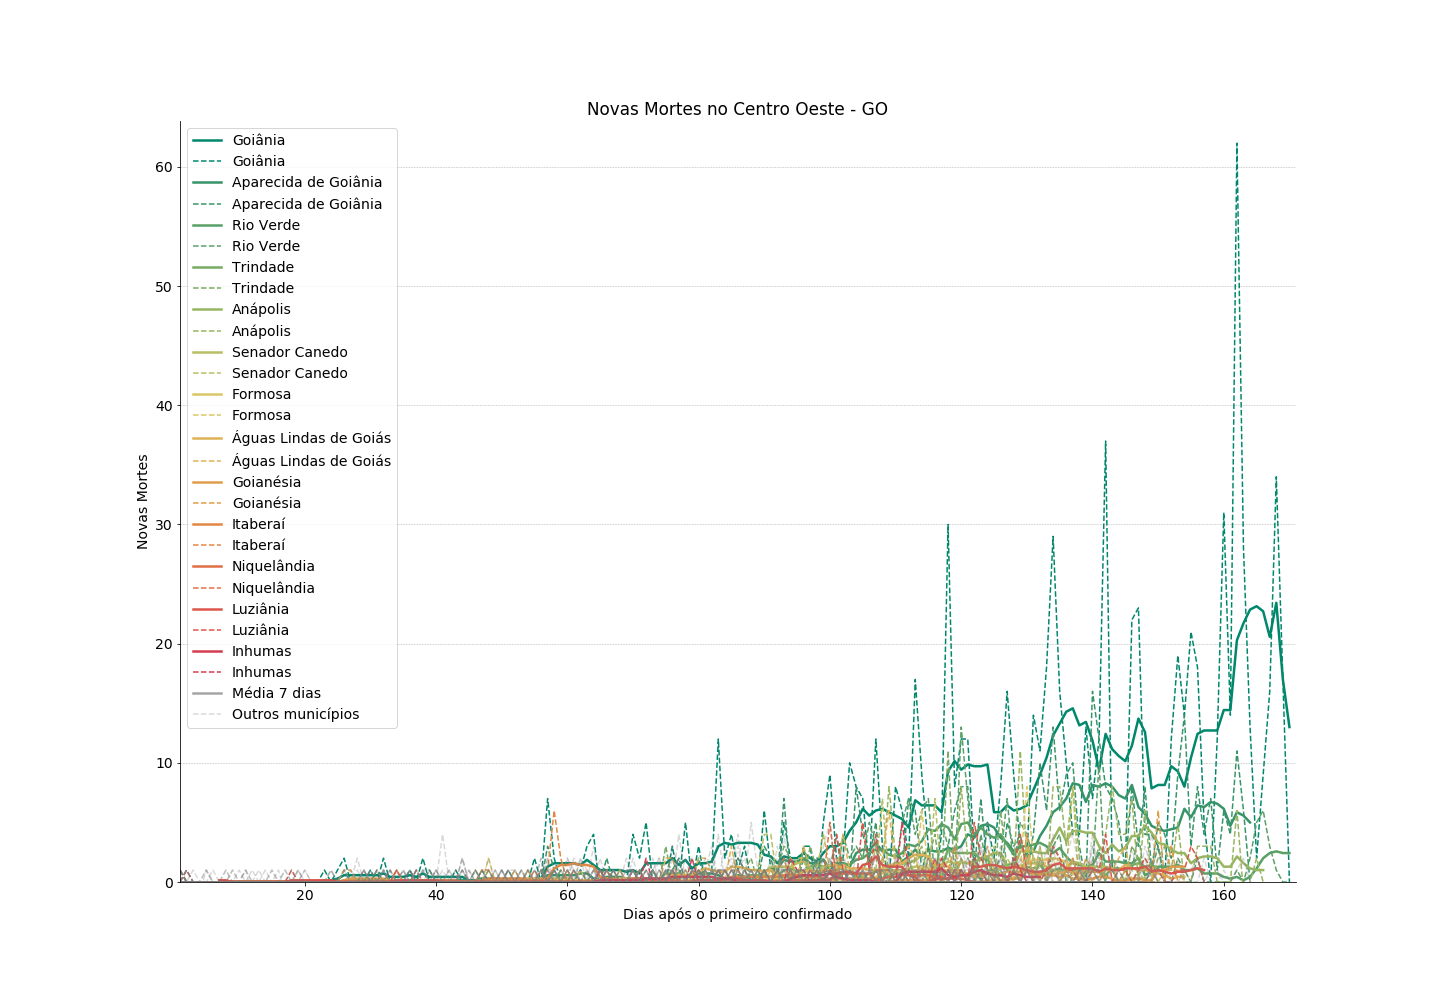 Novas Mortes no Centro Oeste - GO
Goiânia
Goiânia
Aparecida de Goiânia
Aparecida de Goiânia
Rio Verde
Rio Verde
Trindade
Trindade
Anápolis
Anápolis
Senador Canedo
Senador Canedo
Formosa
Formosa
Águas Lindas de Goiás
Águas Lindas de Goiás
Goianésia
Goianésia
Itaberaí
Itaberaí
Niquelândia
Niquelândia
Luziânia
Luziânia
Inhumas
Inhumas
Média 7 dias
Outros municípios
Novas Mortes
60
50
40
30
20
10
0
20 40 60 80 100 120 140 160
Dias após o primeiro confirmado